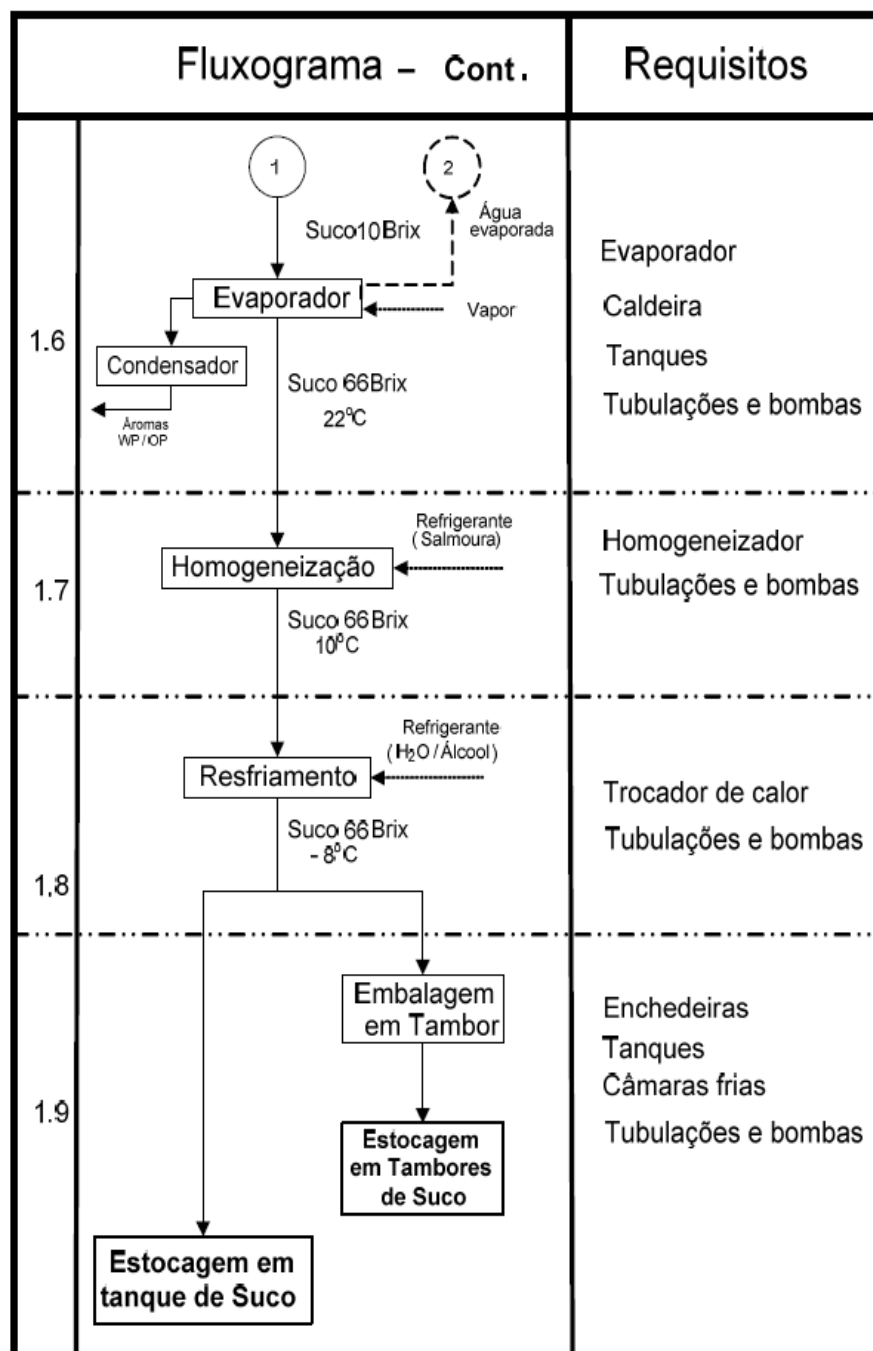 Fluxograma – Cont.
Requisitos
1
2
Suco10Brix
Água
evaporada
Evaporador
Vapor
Condensador
Suco 66Brix
22ºC
Aromas
WP/OP
1.6
Evaporador
Caldeira
Tanques
Tubulações e bombas
Refrigerante
(Salmoura)
Homogeneização
Suco 66Brix
10ºC
1.7
Homogeneizador
Tubulações e bombas
Refrigerante
(H₂O/Álcool)
Resfriamento
Suco 66Brix
- 8ºC
1.8
Trocador de calor
Tubulações e bombas
Embalagem
em Tambor
Estocagem
em Tambores
de Suco
Estocagem em
tanque de Suco
1.9
Enchedeiras
Tanques
Câmaras frias
Tubulações e bombas